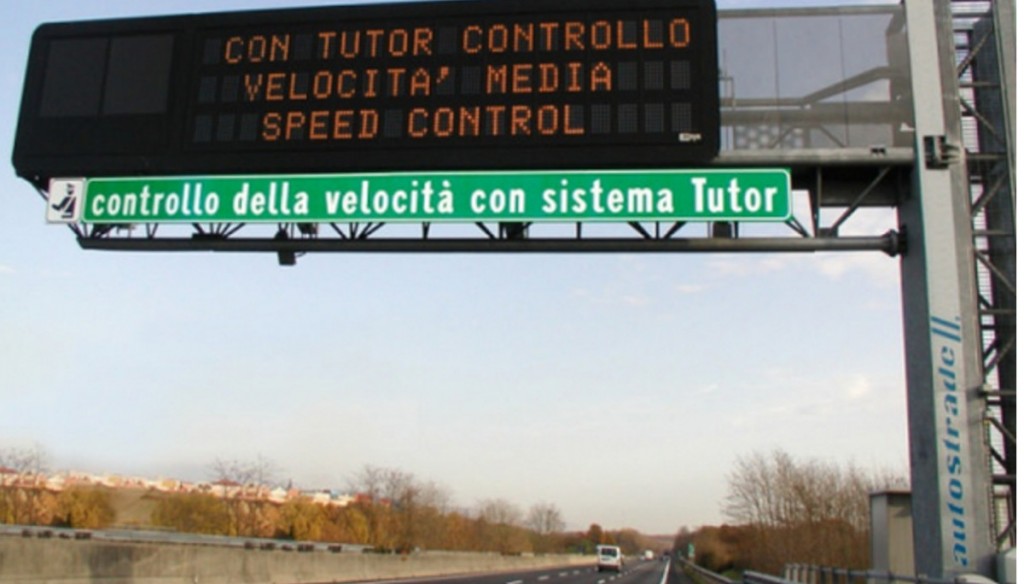 CON TUTOR CONTROLLO
VELOCITA' MEDIA
SPEED CONTROL
controllo della velocità con sistema Tutor
autostrade